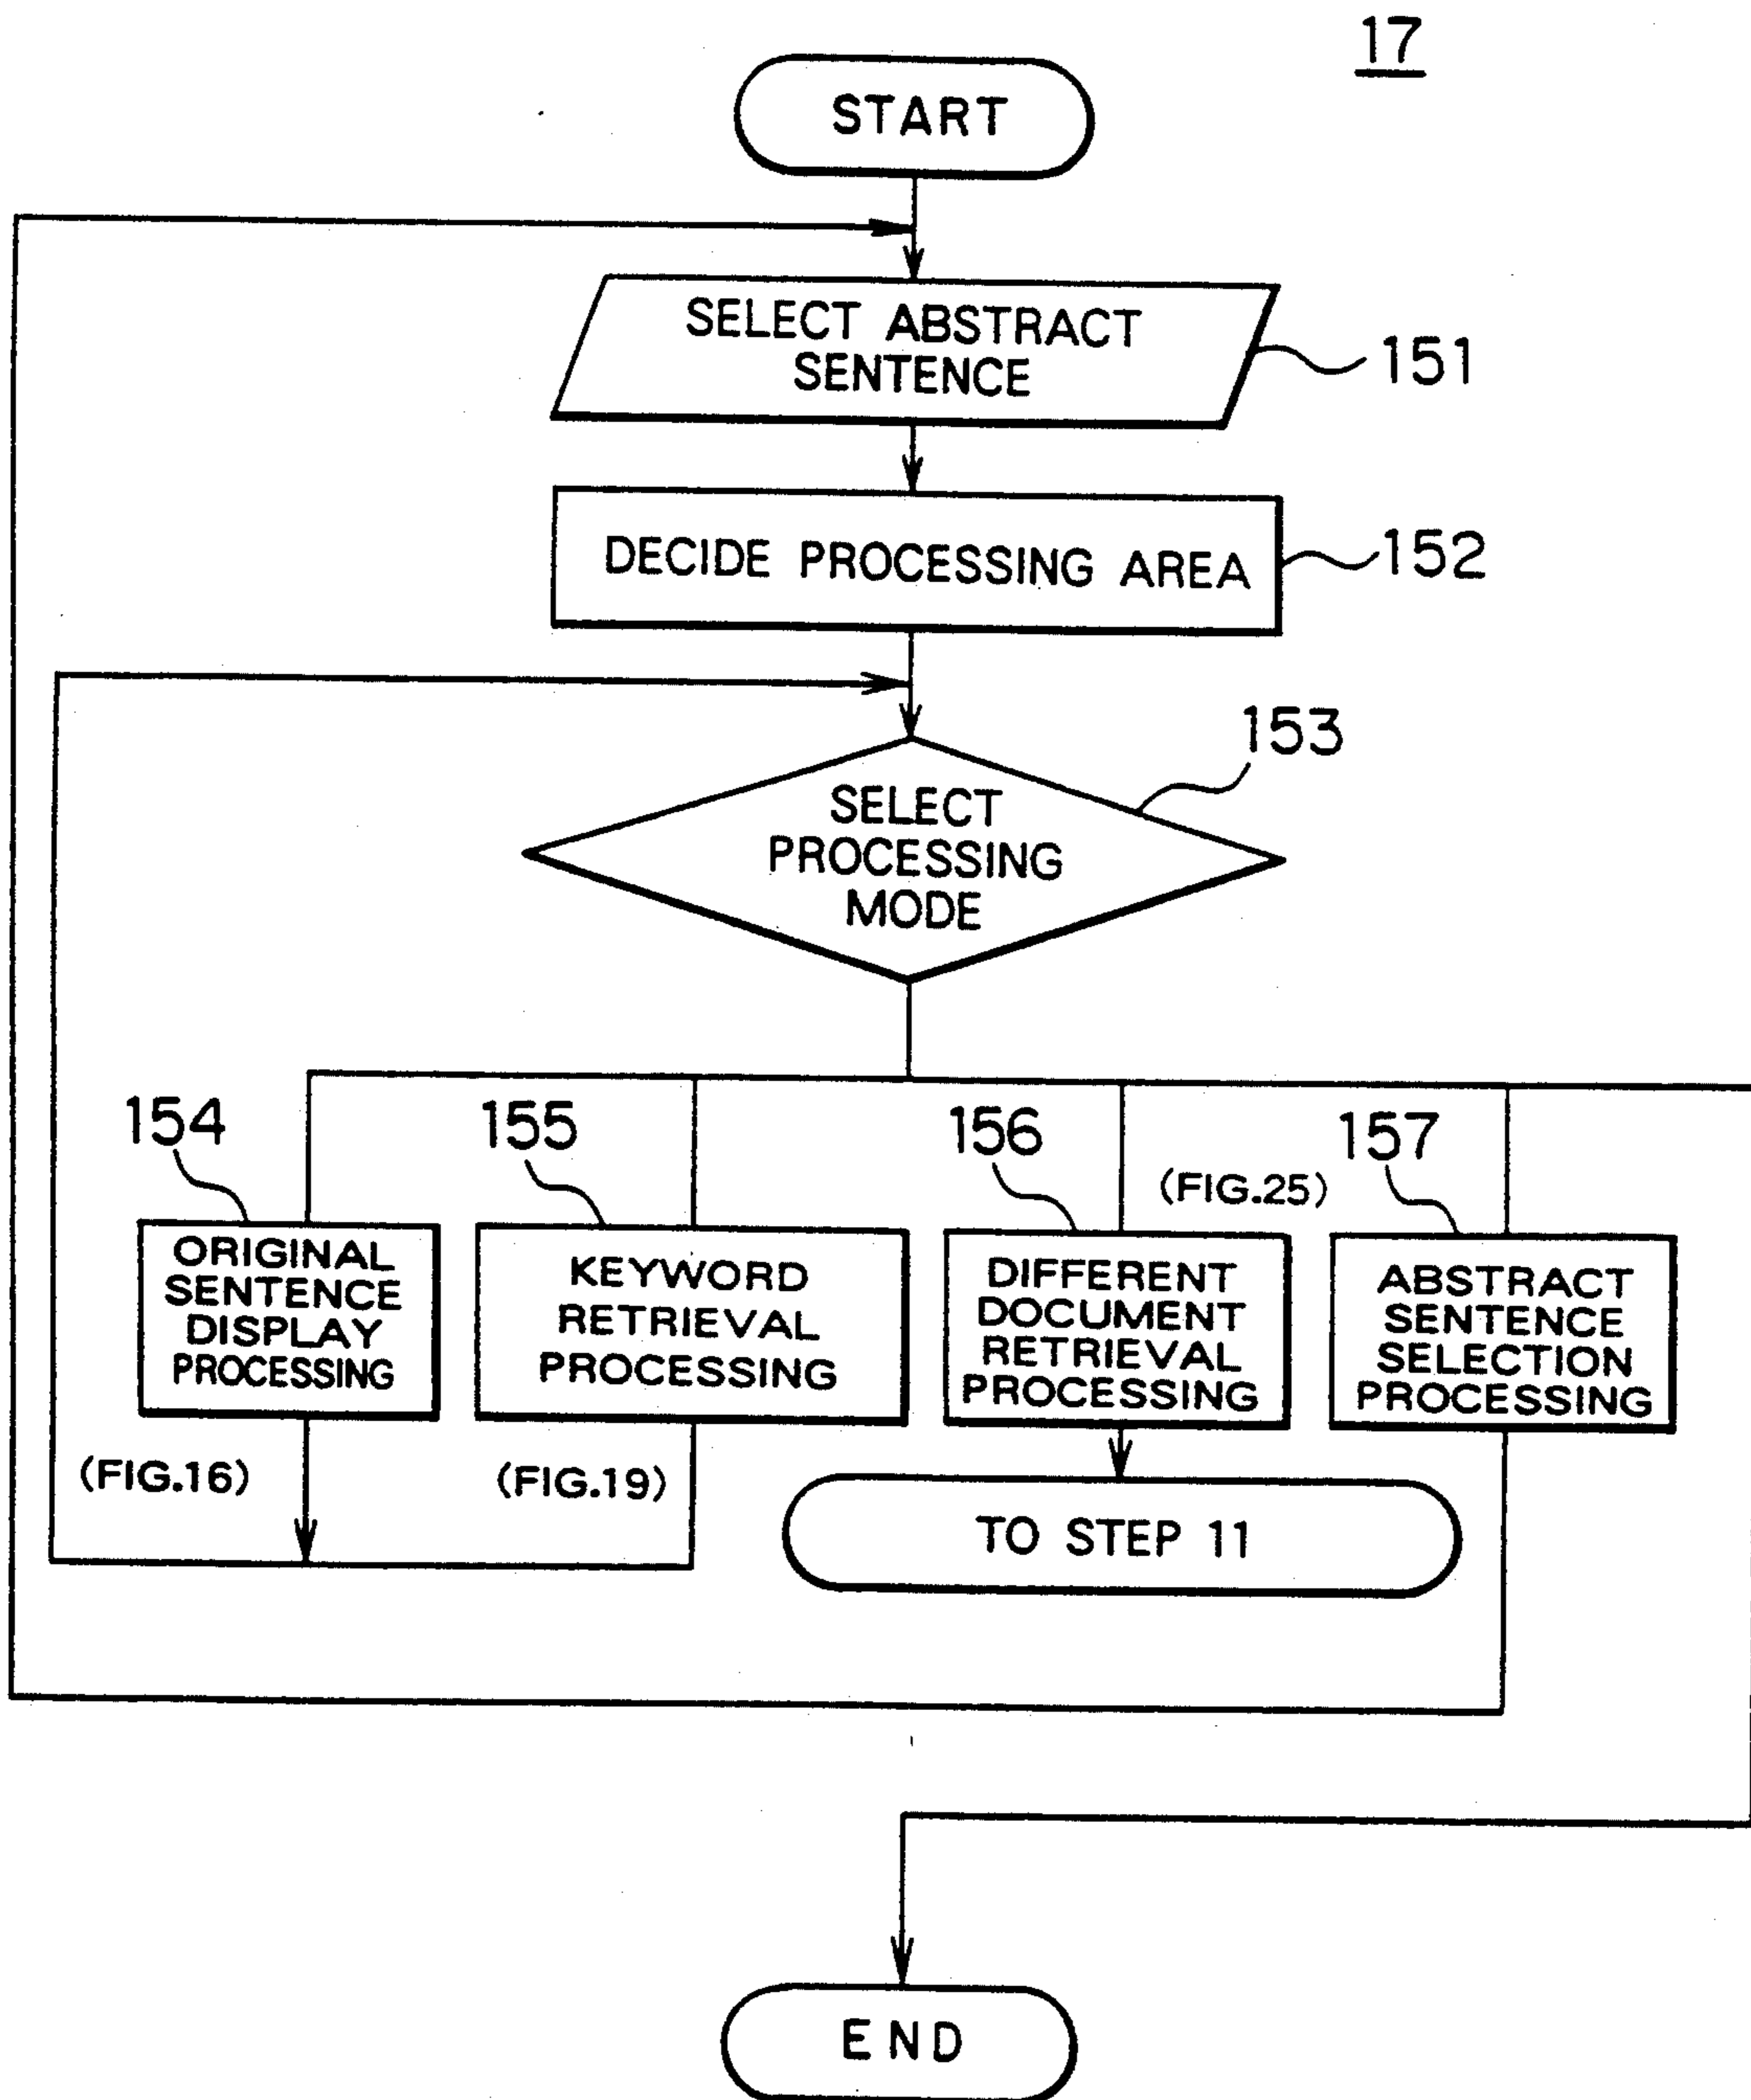 17
START
SELECT ABSTRACT
SENTENCE
151
DECIDE PROCESSING AREA
152
153
SELECT
PROCESSING
MODE
154
155
156
(FIG.25)
157
ORIGINAL
SENTENCE
DISPLAY
PROCESSING
KEYWORD
RETRIEVAL
PROCESSING
DIFFERENT
DOCUMENT
RETRIEVAL
PROCESSING
ABSTRACT
SENTENCE
SELECTION
PROCESSING
(FIG.16)
(FIG.19)
TO STEP 11
END